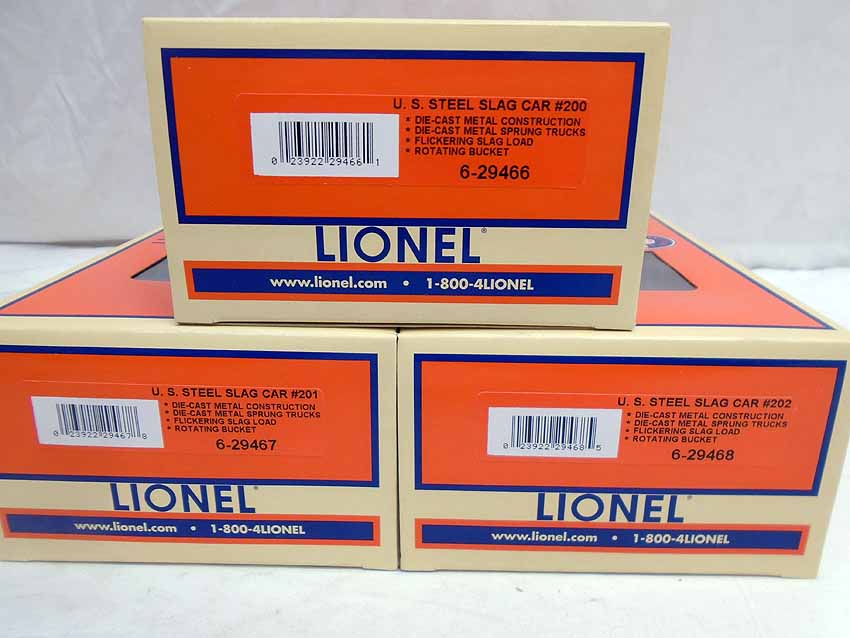 U. S. STEEL SLAG CAR #200
* DIE-CAST METAL CONSTRUCTION
* DIE-CAST METAL SPRUNG TRUCKS
* FLICKERING SLAG LOAD
* ROTATING BUCKET
0 23922 29466 1
6-29466
LIONEL®
www.lionel.com • 1-800-4LIONEL
U. S. STEEL SLAG CAR #201
* DIE-CAST METAL CONSTRUCTION
* DIE-CAST METAL SPRUNG TRUCKS
* FLICKERING SLAG LOAD
* ROTATING BUCKET
0 23922 29467 8
6-29467
LIONEL®
www.lionel.com • 1-800-4LIONEL
U. S. STEEL SLAG CAR #202
* DIE-CAST METAL CONSTRUCTION
* DIE-CAST METAL SPRUNG TRUCKS
* FLICKERING SLAG LOAD
* ROTATING BUCKET
0 23922 29468 5
6-29468
LIONEL®
www.lionel.com • 1-800-4LIONEL